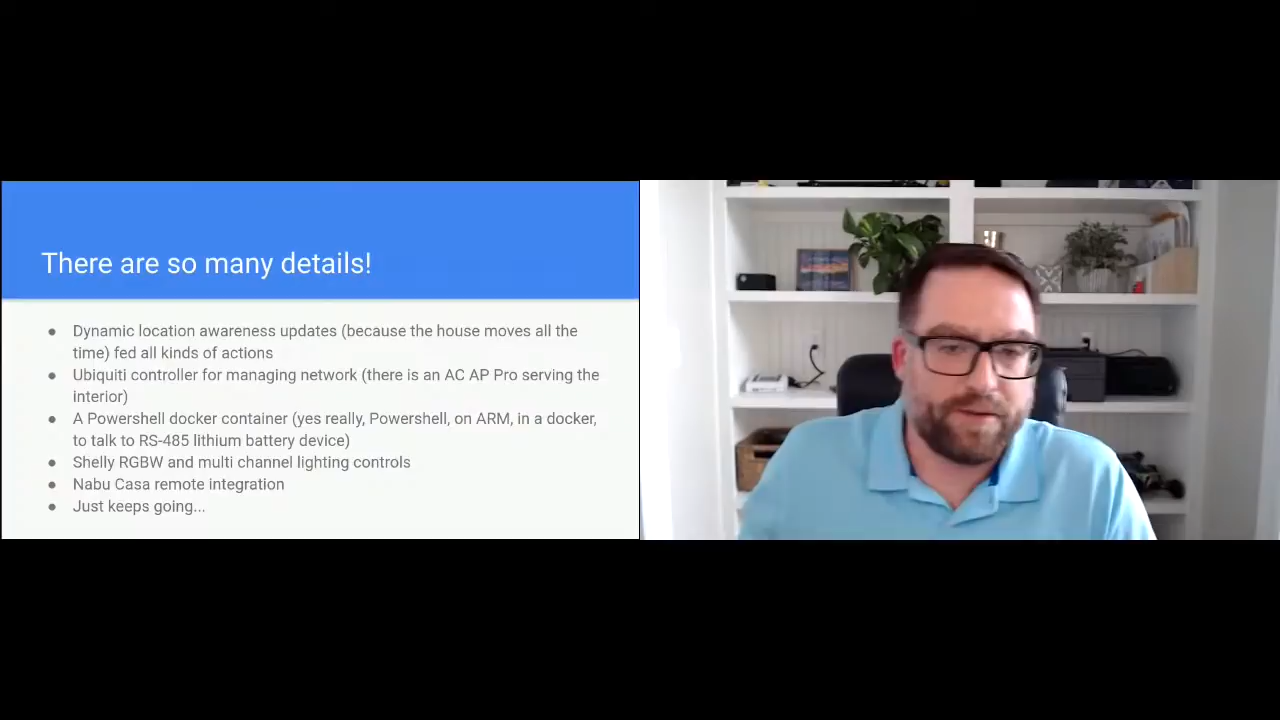 There are so many details!
● Dynamic location awareness updates (because the house moves all the
time) fed all kinds of actions
● Ubiquiti controller for managing network (there is an AC AP Pro serving the
interior)
● A Powershell docker container (yes really, Powershell, on ARM, in a docker,
to talk to RS-485 lithium battery device)
● Shelly RGBW and multi channel lighting controls
● Nabu Casa remote integration
● Just keeps going...